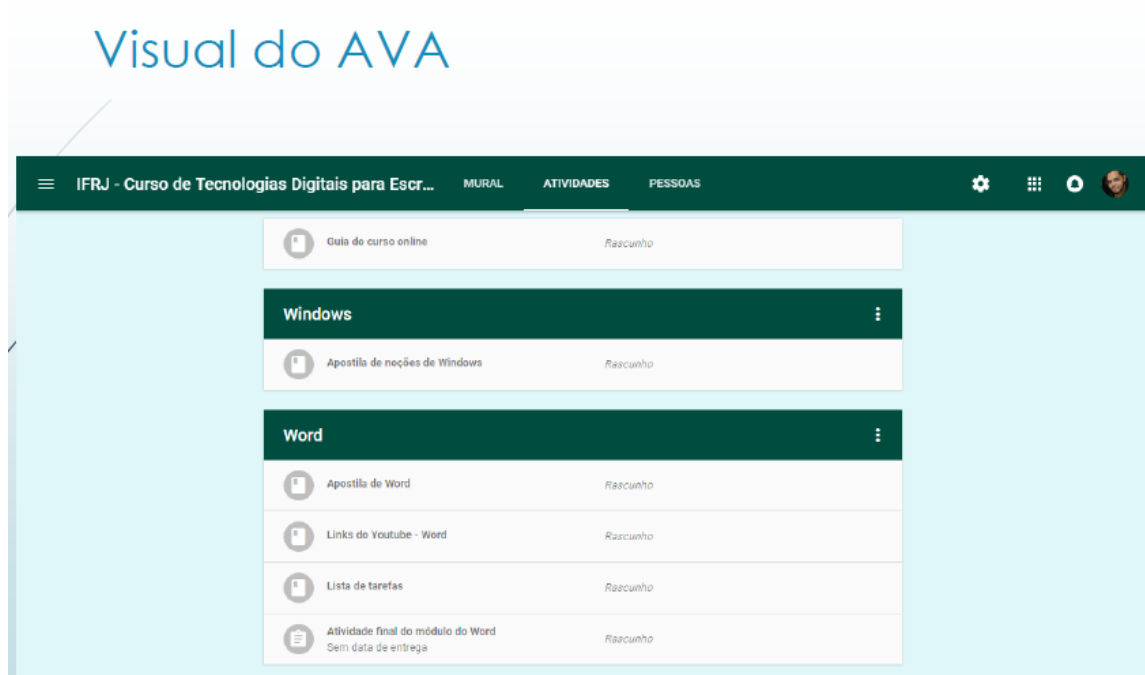 Visual do AVA
IFRJ - Curso de Tecnologias Digitais para Escr... MURAL ATIVIDADES PESSOAS
Guia do curso online Rascunho
Windows
Apostila de noções de Windows Rascunho
Word
Apostila de Word Rascunho
Links do Youtube - Word Rascunho
Lista de tarefas Rascunho
Atividade final do módulo do Word Rascunho
Sem data de entrega